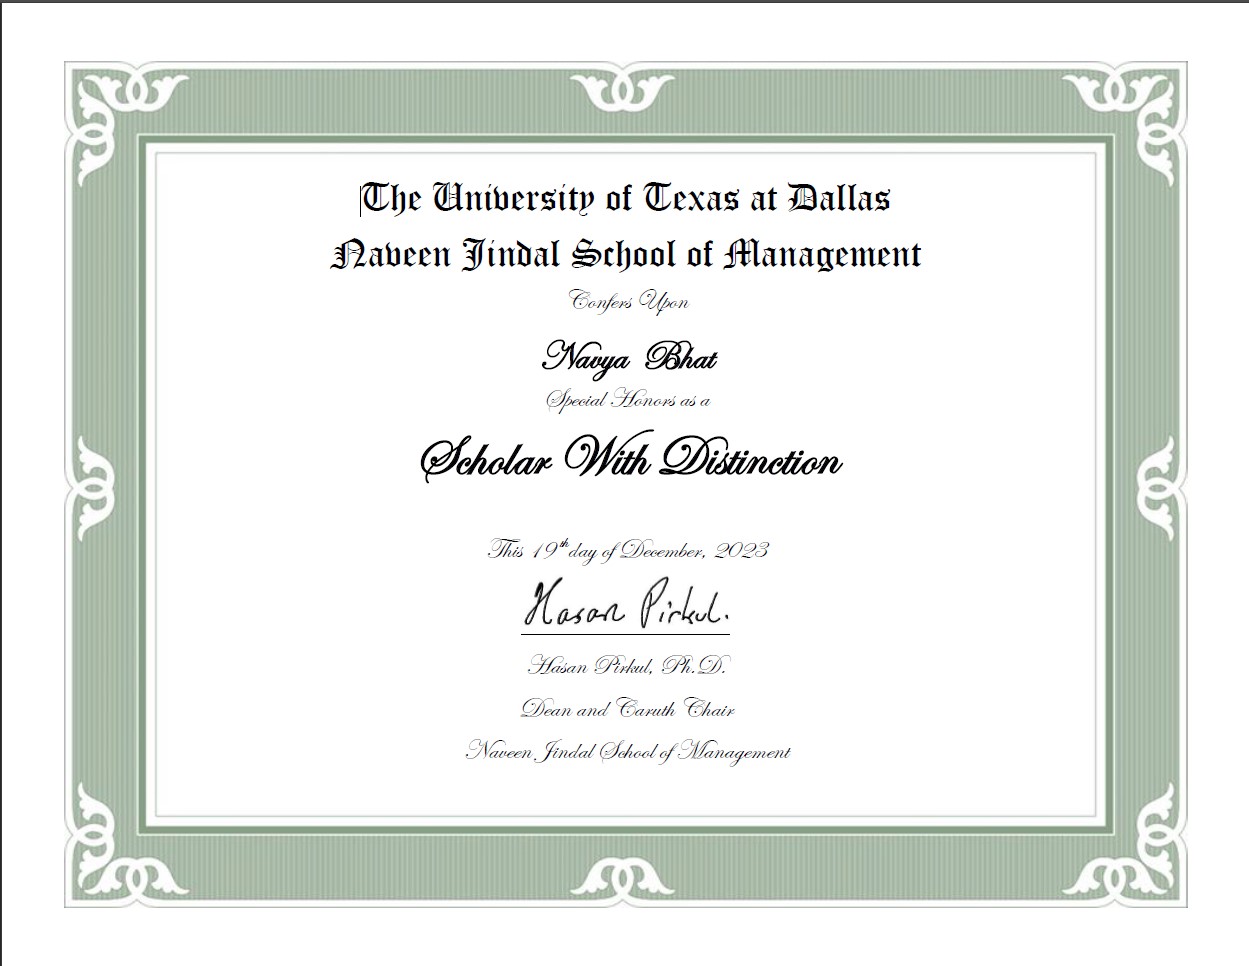 The University of Texas at Dallas
Naveen Jindal School of Management
Confers Upon
Navya Bhat
Special Honors as a
Scholar With Distinction
This 19th day of December, 2023
Hasan Pirkul.
Hasan Pirkul, Ph.D.
Dean and Caruth Chair
Naveen Jindal School of Management